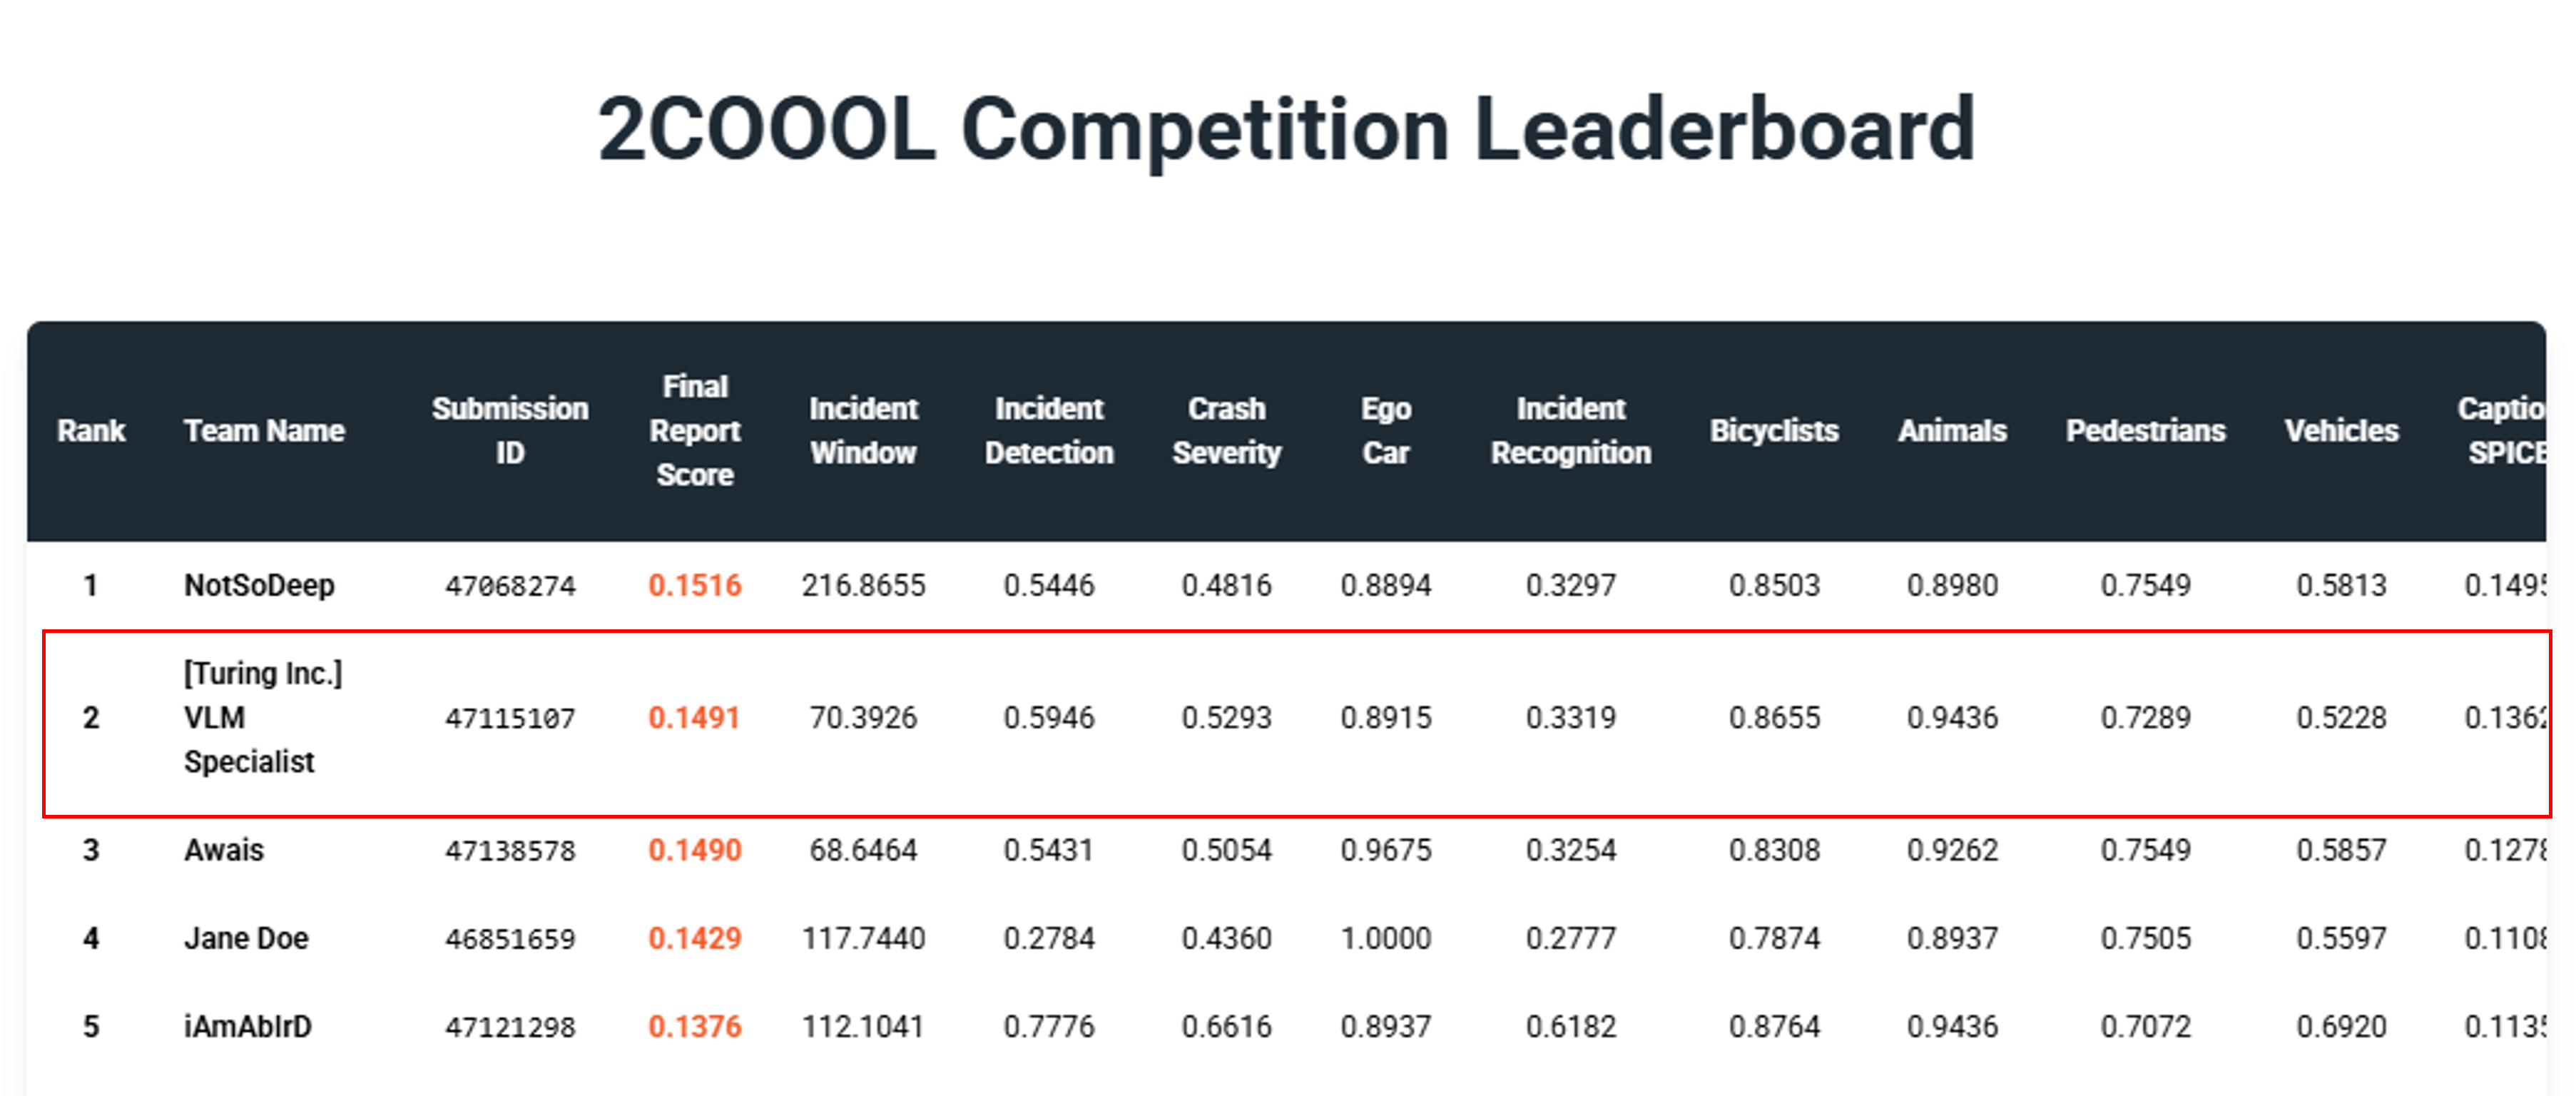 2COOOL Competition Leaderboard
Rank Team Name Submission ID Final Report Score Incident Window Incident Detection Crash Severity Ego Car Incident Recognition Bicyclists Animals Pedestrians Vehicles SPICE
1 NotSoDeep 47068274 0.1516 216.8655 0.5446 0.4816 0.8894 0.3297 0.8503 0.8980 0.7549 0.5813 0.1495
2 [Turing Inc.] VLM Specialist 47115107 0.1491 70.3926 0.5946 0.5293 0.8915 0.3319 0.8655 0.9436 0.7289 0.5228 0.1362
3 Awais 47138578 0.1490 68.6464 0.5431 0.5054 0.9675 0.3254 0.8308 0.9262 0.7549 0.5857 0.1278
4 Jane Doe 46851659 0.1429 117.7440 0.2784 0.4360 1.0000 0.2777 0.7874 0.8937 0.7505 0.5597 0.1108
5 iAmAbIrD 47121298 0.1376 112.1041 0.7776 0.6616 0.8937 0.6182 0.8764 0.9436 0.7072 0.6920 0.1135